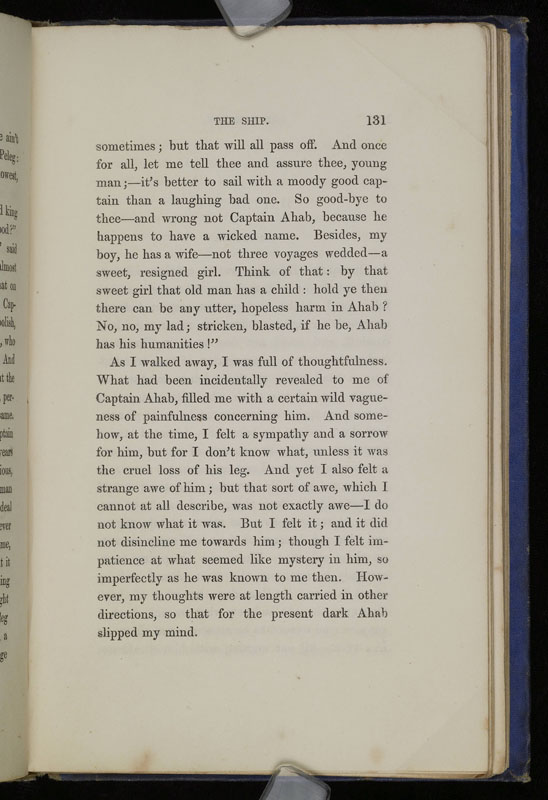 THE SHIP. 131
sometimes; but that will all pass off. And once
for all, let me tell thee and assure thee, young
man;—it's better to sail with a moody good cap-
tain than a laughing bad one. So good-bye to
thee—and wrong not Captain Ahab, because he
happens to have a wicked name. Besides, my
boy, he has a wife—not three voyages wedded—a
sweet, resigned girl. Think of that: by that
sweet girl that old man has a child: hold ye then
there can be any utter, hopeless harm in Ahab?
No, no, my lad; stricken, blasted, if he be, Ahab
has his humanities!"
As I walked away, I was full of thoughtfulness.
What had been incidentally revealed to me of
Captain Ahab, filled me with a certain wild vague-
ness of painfulness concerning him. And some-
how, at the time, I felt a sympathy and a sorrow
for him, but for I don't know what, unless it was
the cruel loss of his leg. And yet I also felt a
strange awe of him; but that sort of awe, which I
cannot at all describe, was not exactly awe—I do
not know what it was. But I felt it; and it did
not disincline me towards him; though I felt im-
patience at what seemed like mystery in him, so
imperfectly as he was known to me then. How-
ever, my thoughts were at length carried in other
directions, so that for the present dark Ahab
slipped my mind.